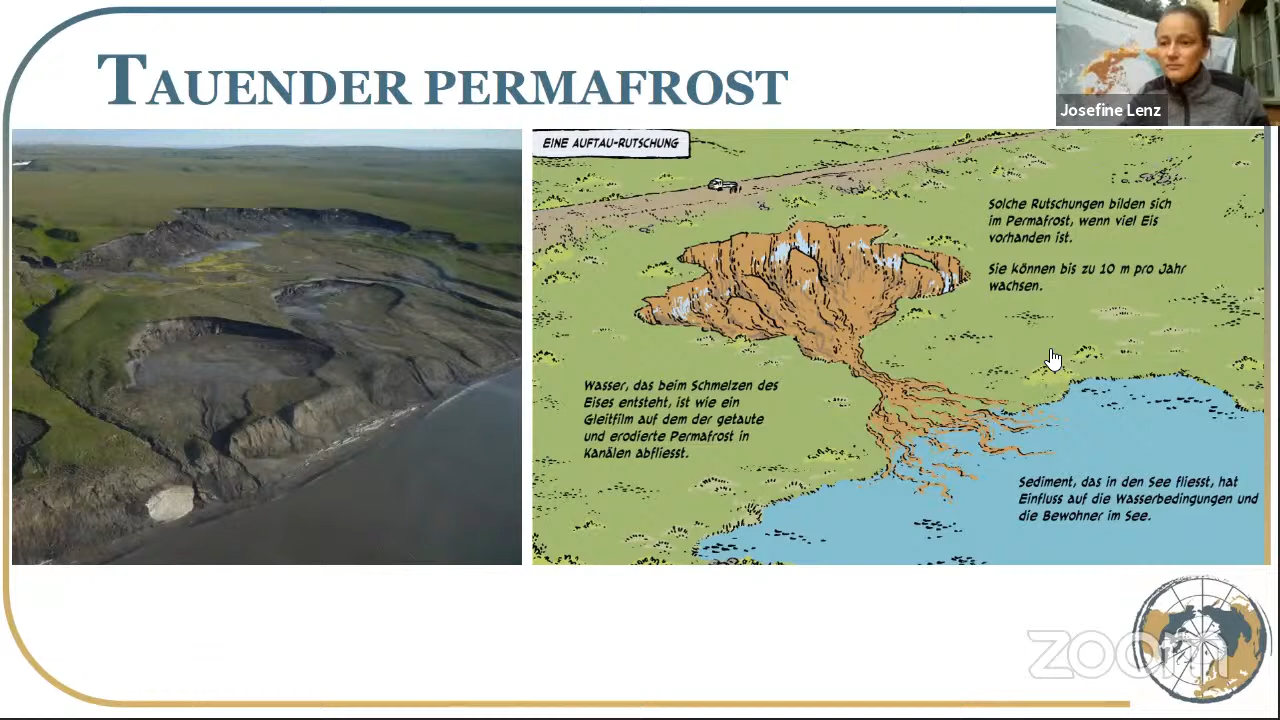 TAUENDER PERMAFROST
Josefine Lenz
EINE AUFTAU-RUTSCHUNG
Solche Rutschungen bilden sich
im Permafrost, wenn viel Eis
vorhanden ist.
Sie können bis zu 10 m pro Jahr
wachsen.
Wasser, das beim Schmelzen des
Eises entsteht, ist wie ein
Gleitfilm auf dem der getaute
und erodierte Permafrost in
Kanälen abfliesst.
Sediment, das in den See fliesst, hat
Einfluss auf die Wasserbedingungen und
die Bewohner im See.
zoom